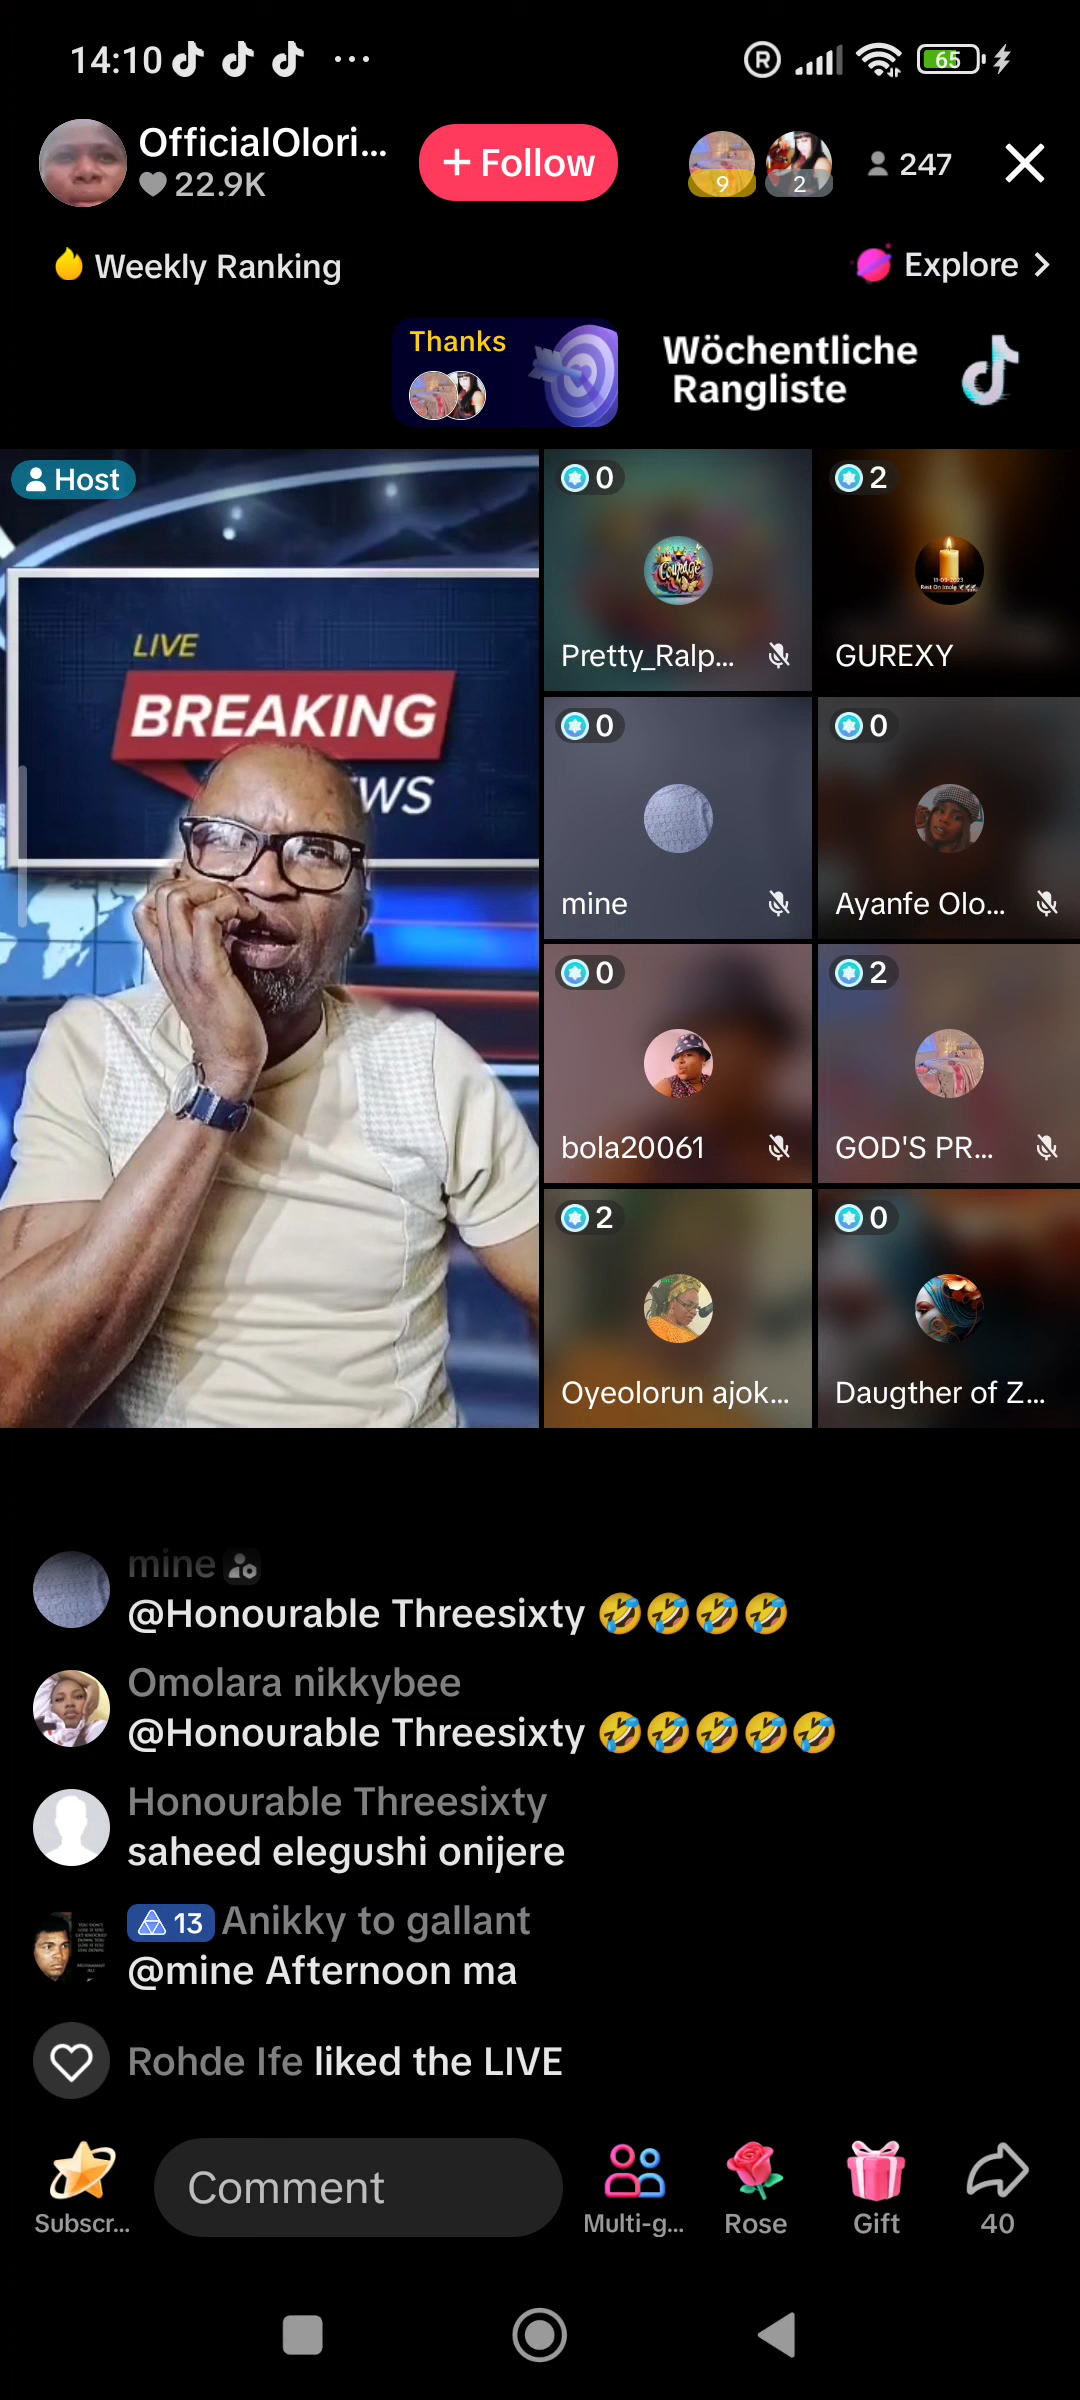 14:10
R
65
OfficialOlori...
22.9K
+ Follow
9
2
247
Weekly Ranking
Explore
Thanks
Wöchentliche
Rangliste
Host
LIVE
BREAKING
WS
0
Courage
Pretty_Ralp...
2
GUREXY
0
mine
0
Ayanfe Olo...
0
bola20061
2
GOD'S PR...
2
Oyeolorun ajok...
0
Daugther of Z...
mine
@Honourable Threesixty 🤣🤣🤣🤣
Omolara nikkybee
@Honourable Threesixty 🤣🤣🤣🤣🤣
Honourable Threesixty
saheed elegushi onijere
13 Anikky to gallant
@mine Afternoon ma
Rohde Ife liked the LIVE
Subscr...
Comment
Multi-g...
Rose
Gift
40